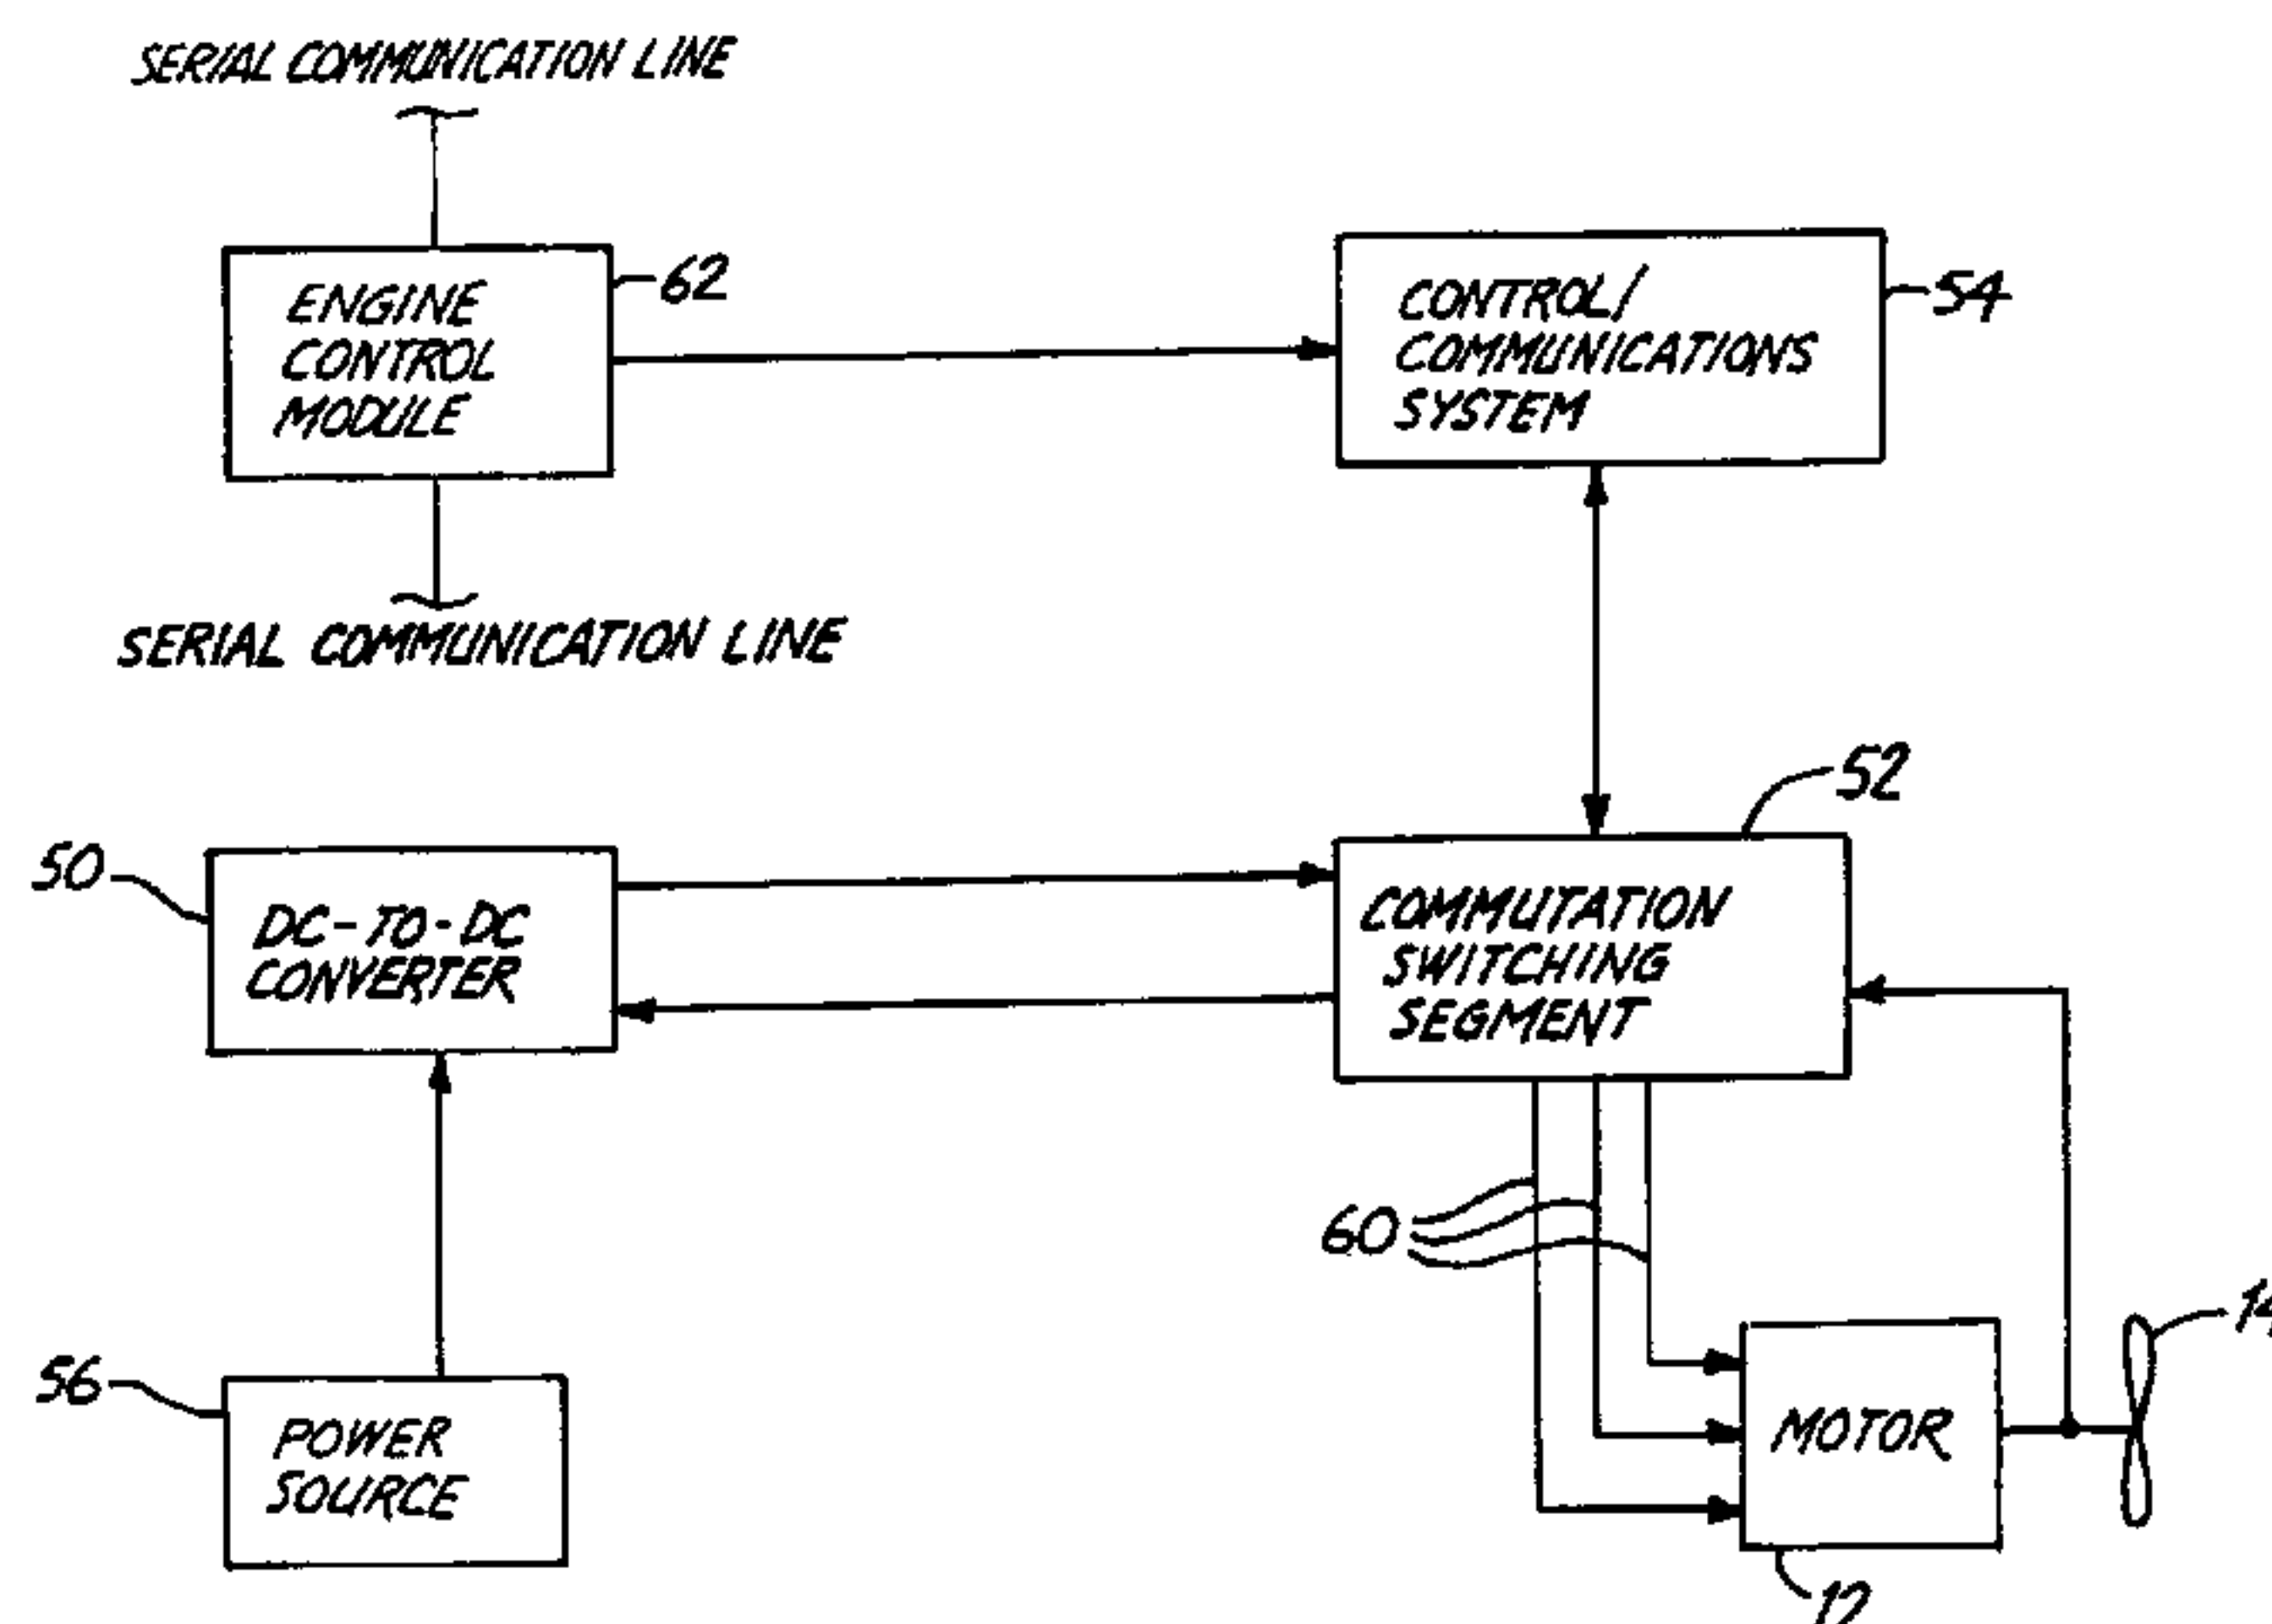 SERIAL COMMUNICATION LINE
ENGINE
CONTROL
MODULE
62
CONTROL/
COMMUNICATIONS
SYSTEM
54
SERIAL COMMUNICATION LINE
52
50
DC-TO-DC
CONVERTER
COMMUTATION
SWITCHING
SEGMENT
60
14
56
POWER
SOURCE
MOTOR
12